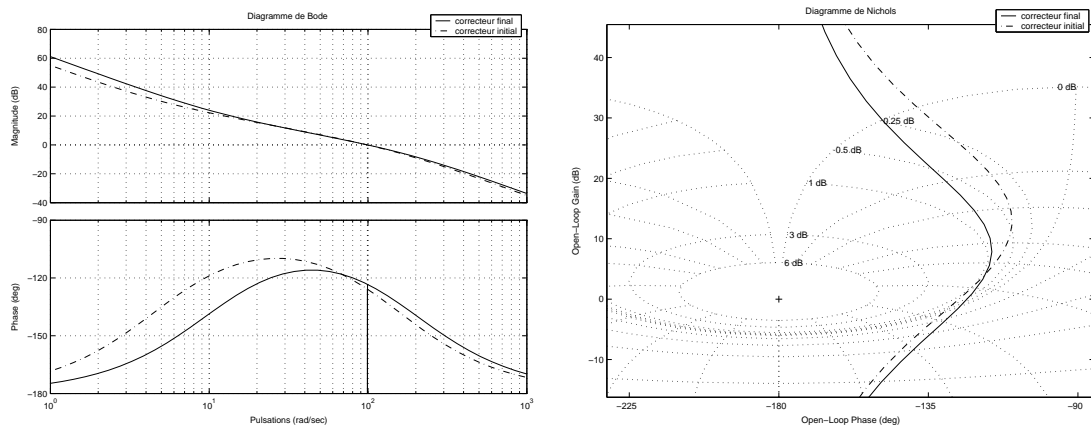 Diagramme de Bode
correcteur final
correcteur initial
80
60
40
20
0
−20
−40
Magnitude (dB)
−90
−120
−150
−180
Phase (deg)
10^0
10^1
10^2
10^3
Pulsations (rad/sec)
Diagramme de Nichols
correcteur final
correcteur initial
40
30
20
10
0
−10
Open−Loop Gain (dB)
0 dB
0.25 dB
0.5 dB
1 dB
3 dB
6 dB
−225
−180
−135
−90
Open−Loop Phase (deg)